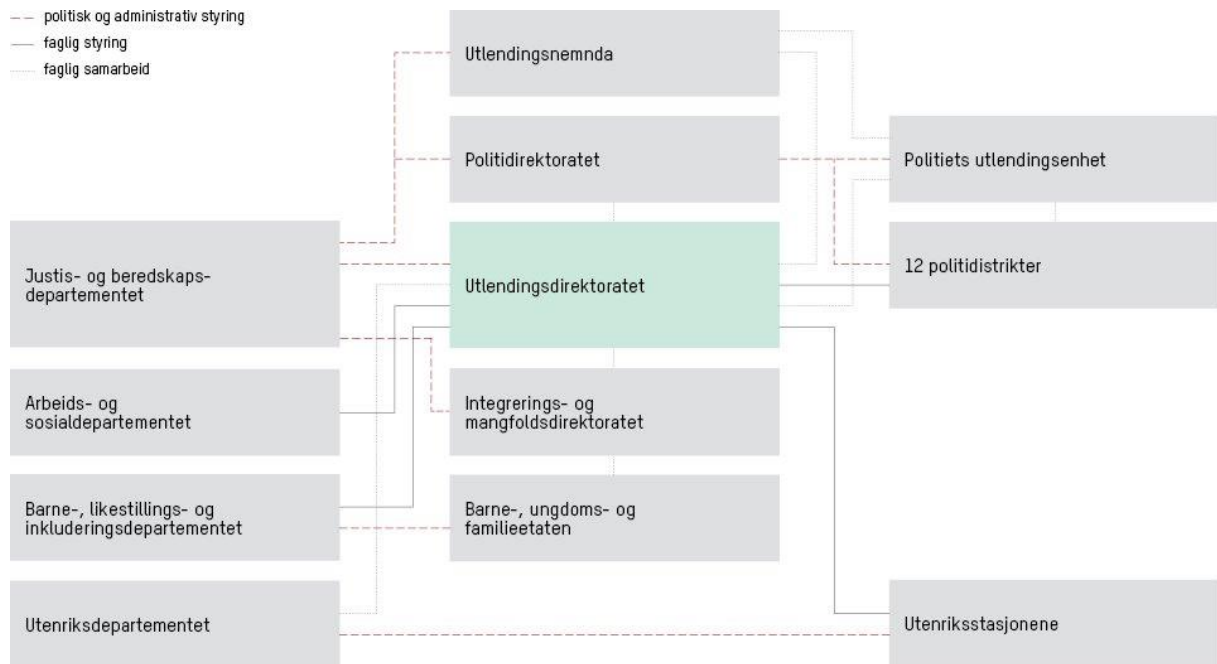 politisk og administrativ styring
faglig styring
faglig samarbeid
Utlendingsnemnda
Politidirektoratet
Politiets utlendingsenhet
Justis- og beredskaps-
departementet
Utlendingsdirektoratet
12 politidistrikter
Arbeids- og
sosialdepartementet
Integrerings- og
mangfoldsdirektoratet
Barne-, likestillings- og
inkluderingsdepartementet
Barne-, ungdoms- og
familieetaten
Utenriksdepartementet
Utenriksstasjonene